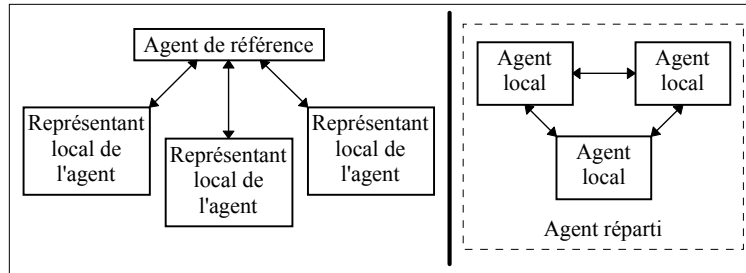 Agent de référence
Représentant
local de
l'agent
Représentant
local de
l'agent
Représentant
local de
l'agent
Agent
local
Agent
local
Agent
local
Agent réparti